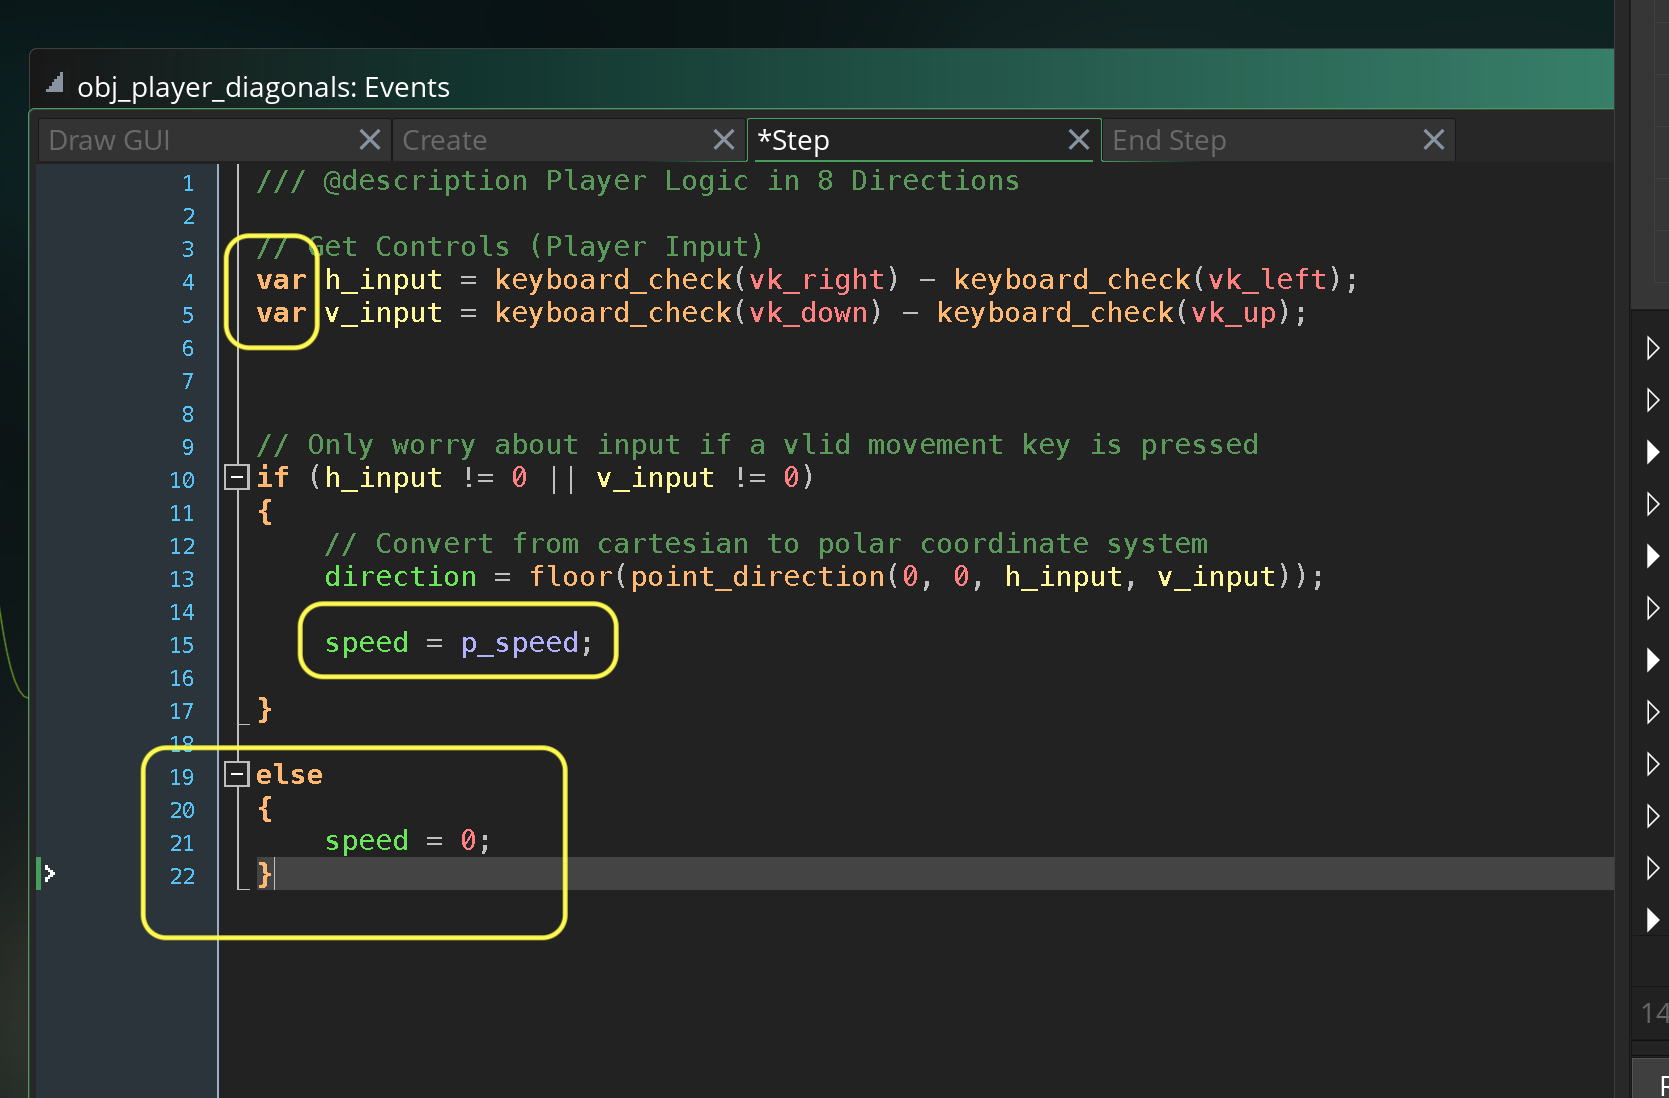 obj_player_diagonals: Events
Draw GUI
Create
*Step
End Step
1 /// @description Player Logic in 8 Directions
2
3 // Get Controls (Player Input)
4 var h_input = keyboard_check(vk_right) - keyboard_check(vk_left);
5 var v_input = keyboard_check(vk_down) - keyboard_check(vk_up);
6
7
8
9 // Only worry about input if a vlid movement key is pressed
10 if (h_input != 0 || v_input != 0)
11 {
12 // Convert from cartesian to polar coordinate system
13 direction = floor(point_direction(0, 0, h_input, v_input));
14
15 speed = p_speed;
16
17 }
18
19 else
20 {
21 speed = 0;
22 }
14